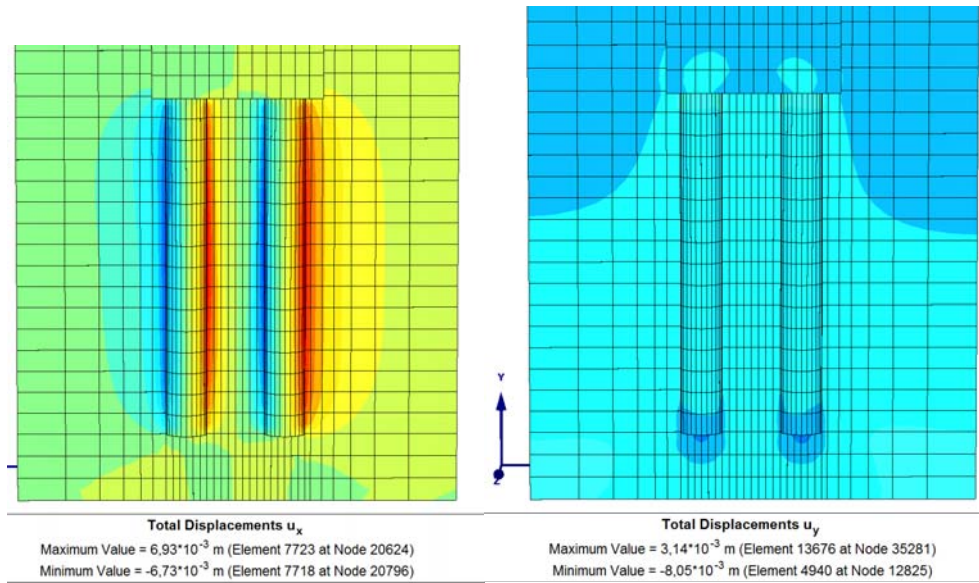 Y
Z
Total Displacements uₓ
Maximum Value = 6,93*10⁻³ m (Element 7723 at Node 20624)
Minimum Value = -6,73*10⁻³ m (Element 7718 at Node 20796)
Total Displacements u_y
Maximum Value = 3,14*10⁻³ m (Element 13676 at Node 35281)
Minimum Value = -8,05*10⁻³ m (Element 4940 at Node 12825)